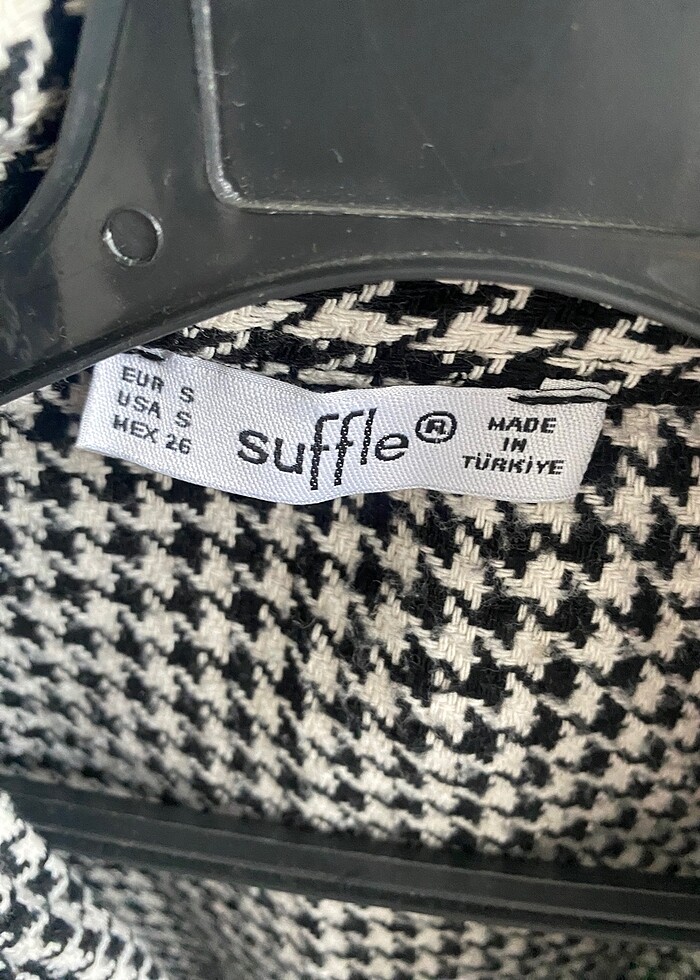 EUR S
USA S
MEX 26
suffle®
MADE
IN
TÜRKİYE